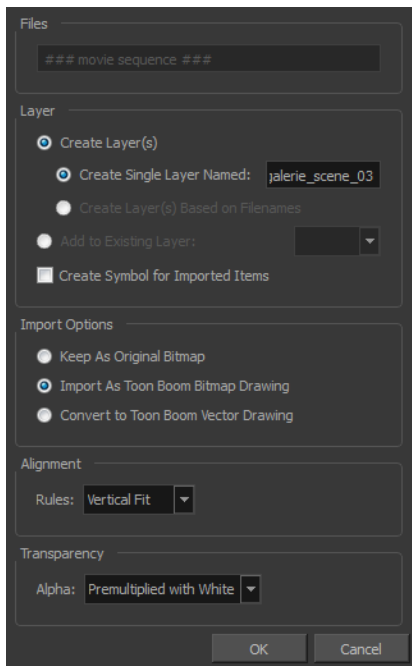 Files
### movie sequence ###
Layer
Create Layer(s)
Create Single Layer Named: galerie_scene_03
Create Layer(s) Based on Filenames
Add to Existing Layer:
Create Symbol for Imported Items
Import Options
Keep As Original Bitmap
Import As Toon Boom Bitmap Drawing
Convert to Toon Boom Vector Drawing
Alignment
Rules: Vertical Fit
Transparency
Alpha: Premultiplied with White
OK Cancel